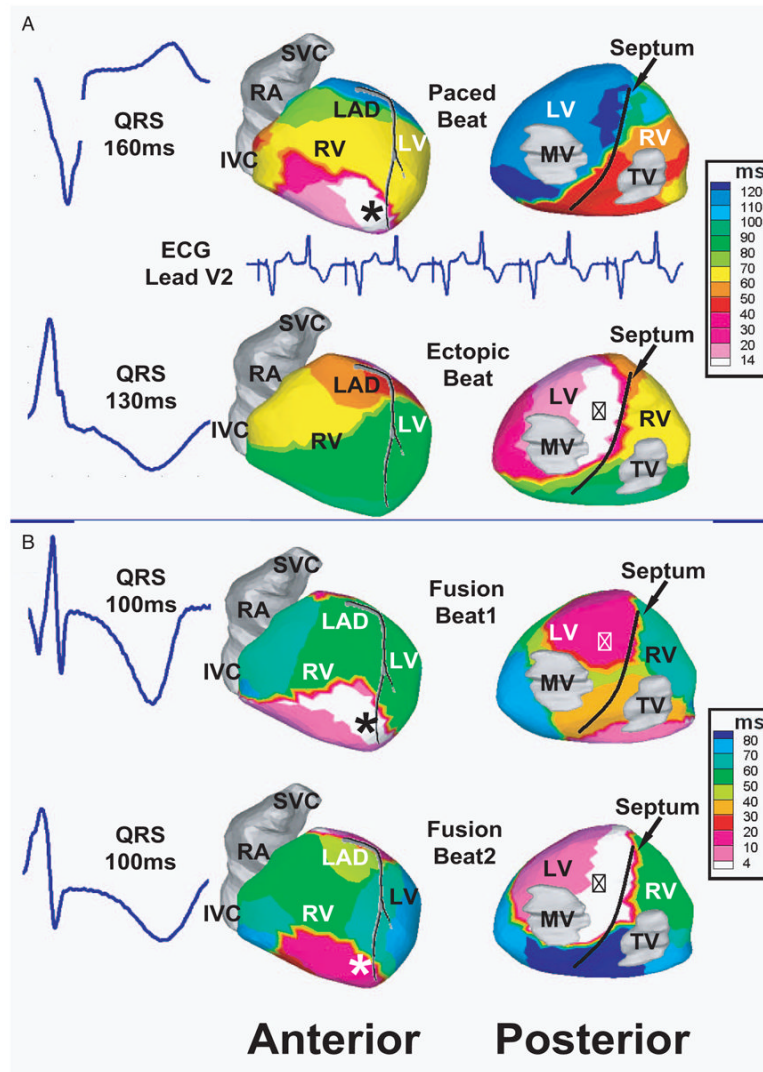 A
SVC
RA
LAD
LV
RV
IVC
*
QRS
160ms
Paced
Beat
Septum
LV
RV
MV
TV
ECG
Lead V2
ms
120
110
100
90
80
70
60
50
40
30
20
14
SVC
RA
LAD
LV
RV
IVC
QRS
130ms
Ectopic
Beat
Septum
LV
RV
MV
TV
B
SVC
RA
LAD
LV
RV
IVC
*
QRS
100ms
Fusion
Beat1
Septum
LV
RV
MV
TV
ms
80
70
60
50
40
30
20
10
4
SVC
RA
LAD
LV
RV
IVC
*
QRS
100ms
Fusion
Beat2
Septum
LV
RV
MV
TV
Anterior
Posterior